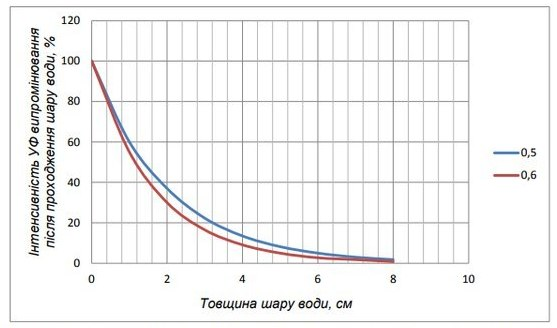 Інтенсивність УФ випромінювання
після проходження шару води, %
120
100
80
60
40
20
0
0 2 4 6 8 10
Товщина шару води, см
0,5
0,6